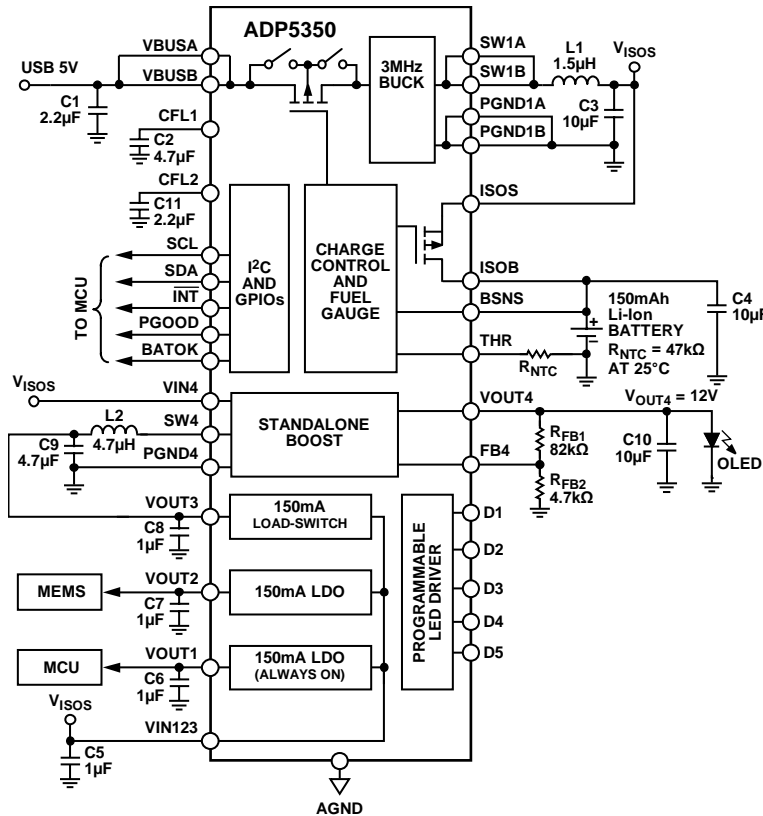 ADP5350
VBUSA
USB 5V
VBUSB
C1
2.2µF
CFL1
C2
4.7µF
CFL2
C11
2.2µF
3MHz
BUCK
SW1A
SW1B
L1
1.5µH
VISOS
PGND1A
PGND1B
C3
10µF
ISOS
TO MCU
SCL
SDA
INT
PGOOD
BATOK
I2C
AND
GPIOs
CHARGE
CONTROL
AND
FUEL
GAUGE
ISOB
BSNS
THR
RNTC
150mAh
Li-Ion
BATTERY
RNTC = 47kΩ
AT 25°C
C4
10µF
VISOS
VIN4
SW4
L2
4.7µH
C9
4.7µF
PGND4
STANDALONE
BOOST
VOUT4
VOUT4 = 12V
FB4
RFB1
82kΩ
RFB2
4.7kΩ
C10
10µF
OLED
VOUT3
C8
1µF
150mA
LOAD-SWITCH
MEMS
VOUT2
C7
1µF
150mA LDO
MCU
VOUT1
C6
1µF
150mA LDO
(ALWAYS ON)
PROGRAMMABLE
LED DRIVER
D1
D2
D3
D4
D5
VISOS
VIN123
C5
1µF
AGND